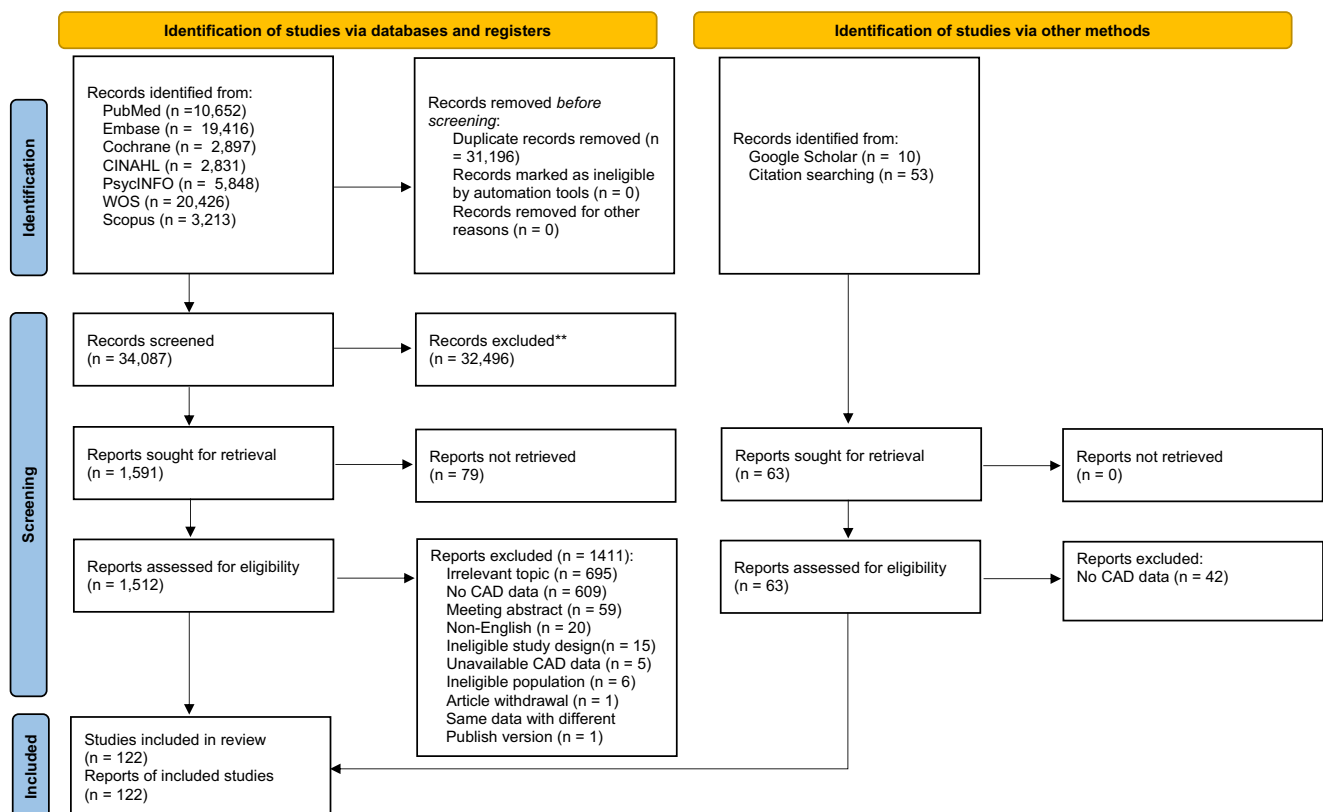 Identification of studies via databases and registers
Identification of studies via other methods
Identification
Records identified from:
PubMed (n =10,652)
Embase (n = 19,416)
Cochrane (n = 2,897)
CINAHL (n = 2,831)
PsycINFO (n = 5,848)
WOS (n = 20,426)
Scopus (n = 3,213)
Records removed before
screening:
Duplicate records removed (n
= 31,196)
Records marked as ineligible
by automation tools (n = 0)
Records removed for other
reasons (n = 0)
Records identified from:
Google Scholar (n = 10)
Citation searching (n = 53)
Screening
Records screened
(n = 34,087)
Records excluded**
(n = 32,496)
Reports sought for retrieval
(n = 1,591)
Reports not retrieved
(n = 79)
Reports sought for retrieval
(n = 63)
Reports not retrieved
(n = 0)
Reports assessed for eligibility
(n = 1,512)
Reports excluded (n = 1411):
Irrelevant topic (n = 695)
No CAD data (n = 609)
Meeting abstract (n = 59)
Non-English (n = 20)
Ineligible study design(n = 15)
Unavailable CAD data (n = 5)
Ineligible population (n = 6)
Article withdrawal (n = 1)
Same data with different
Publish version (n = 1)
Reports assessed for eligibility
(n = 63)
Reports excluded:
No CAD data (n = 42)
Included
Studies included in review
(n = 122)
Reports of included studies
(n = 122)